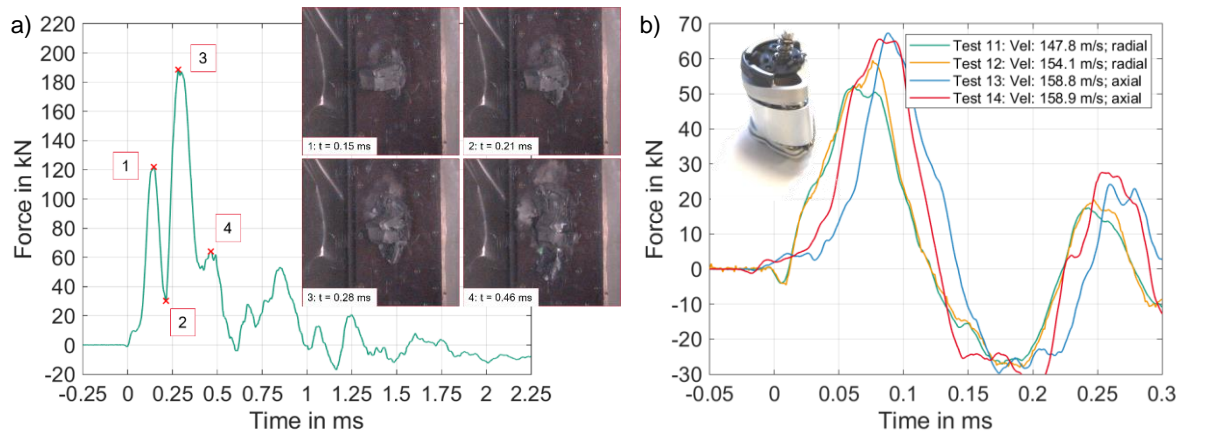 a)
220
200
180
160
140
120
100
80
60
40
20
0
-20
Force in kN
-0.25 0 0.25 0.5 0.75 1 1.25 1.5 1.75 2 2.25
Time in ms
1
2
3
4
1: t = 0.15 ms
2: t = 0.21 ms
3: t = 0.28 ms
4: t = 0.46 ms
b)
70
60
50
40
30
20
10
0
-10
-20
-30
Force in kN
-0.05 0 0.05 0.1 0.15 0.2 0.25 0.3
Time in ms
Test 11: Vel: 147.8 m/s; radial
Test 12: Vel: 154.1 m/s; radial
Test 13: Vel: 158.8 m/s; axial
Test 14: Vel: 158.9 m/s; axial